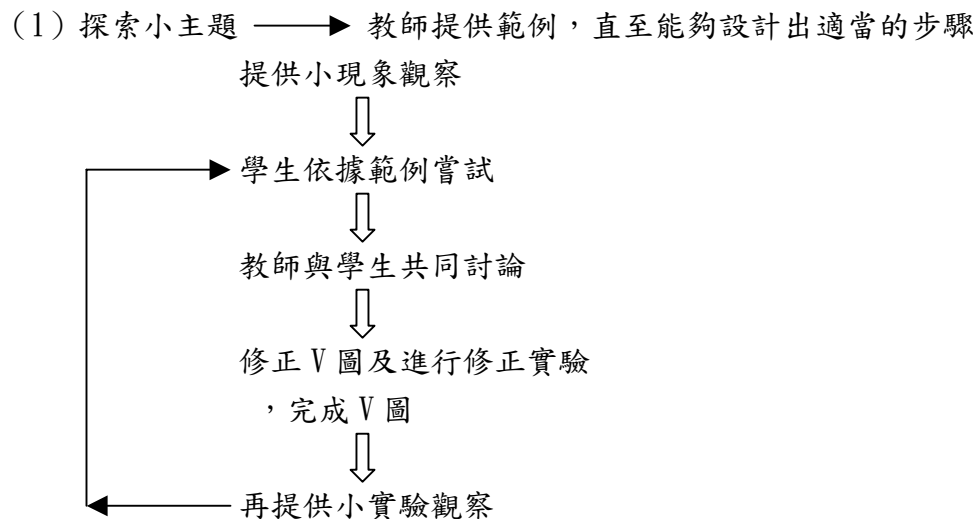 (1)探索小主題 教師提供範例，直至能夠設計出適當的步驟
提供小現象觀察
學生依據範例嘗試
教師與學生共同討論
修正V圖及進行修正實驗
，完成V圖
再提供小實驗觀察